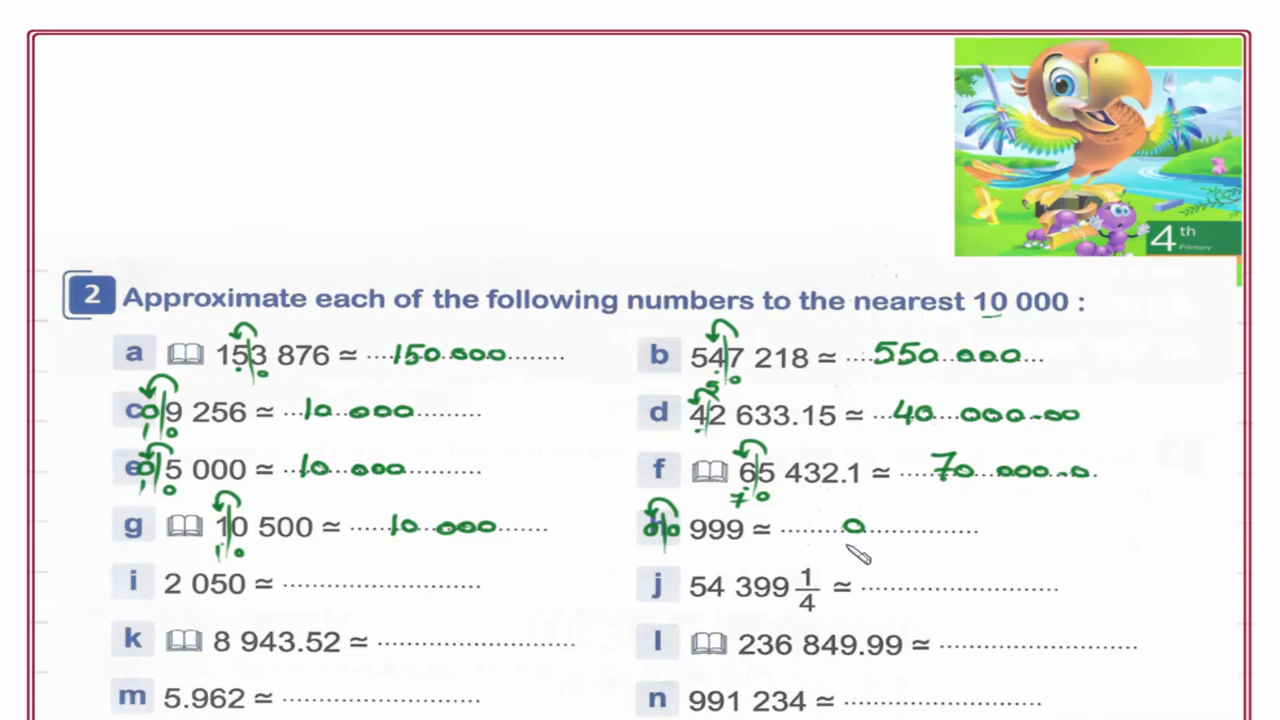 4th
Primary
2 Approximate each of the following numbers to the nearest 10 000 :
a 153 876 ≃ 150 000
b 547 218 ≃ 550 000
c 9 256 ≃ 10 000
d 42 633.15 ≃ 40 000.00
e 5 000 ≃ 10 000
f 65 432.1 ≃ 70 000.0
g 10 500 ≃ 10 000
h 999 ≃ 0
i 2 050 ≃
j 54 399 1/4 ≃
k 8 943.52 ≃
l 236 849.99 ≃
m 5.962 ≃
n 991 234 ≃